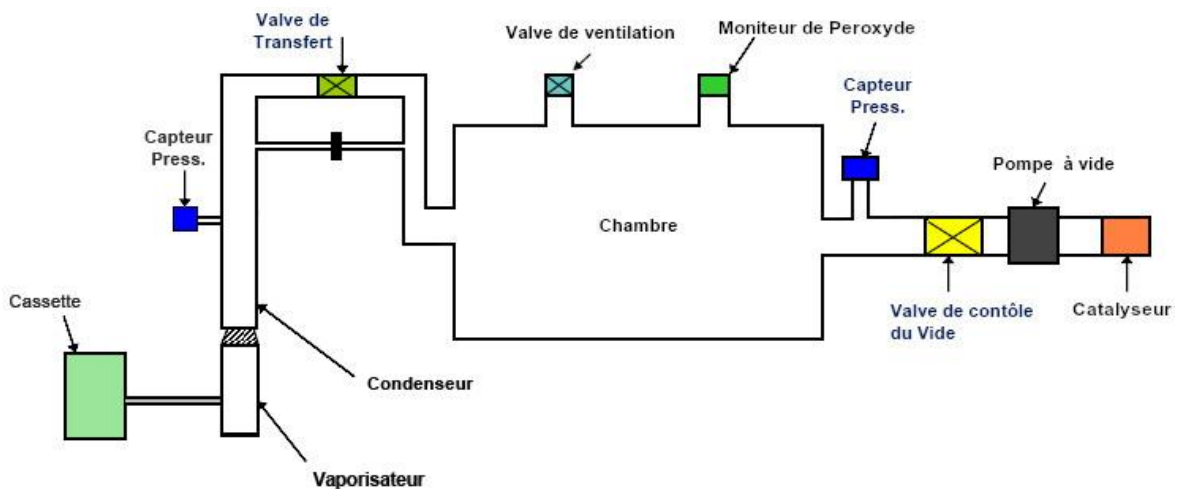 Valve de
Transfert
Valve de ventilation
Moniteur de Peroxyde
Capteur
Press.
Capteur
Press.
Pompe à vide
Chambre
Cassette
Valve de contôle
du Vide
Catalyseur
Condenseur
Vaporisateur